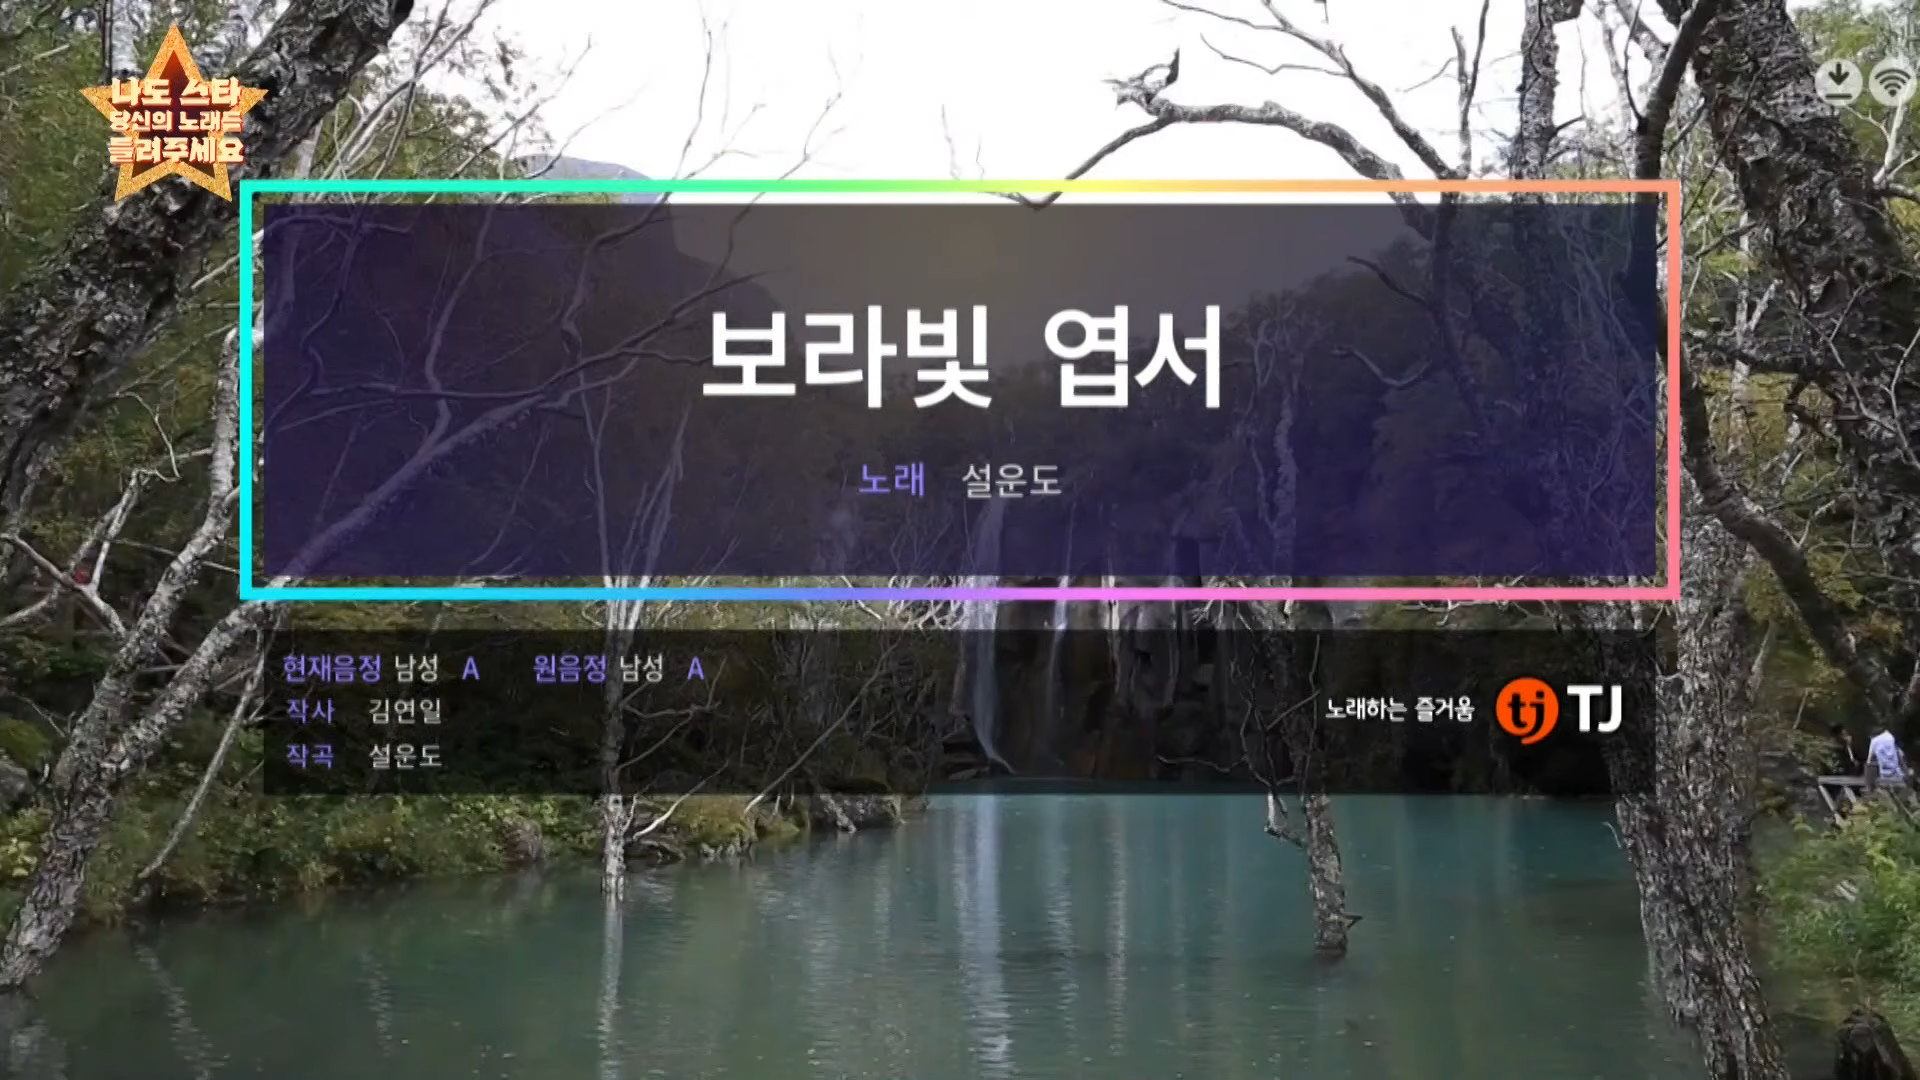 나도 스타
당신의 노래를
들려주세요
보라빛 엽서
노래 설운도
현재음정 남성 A 원음정 남성 A
작사 김연일
작곡 설운도
노래하는 즐거움 tj TJ